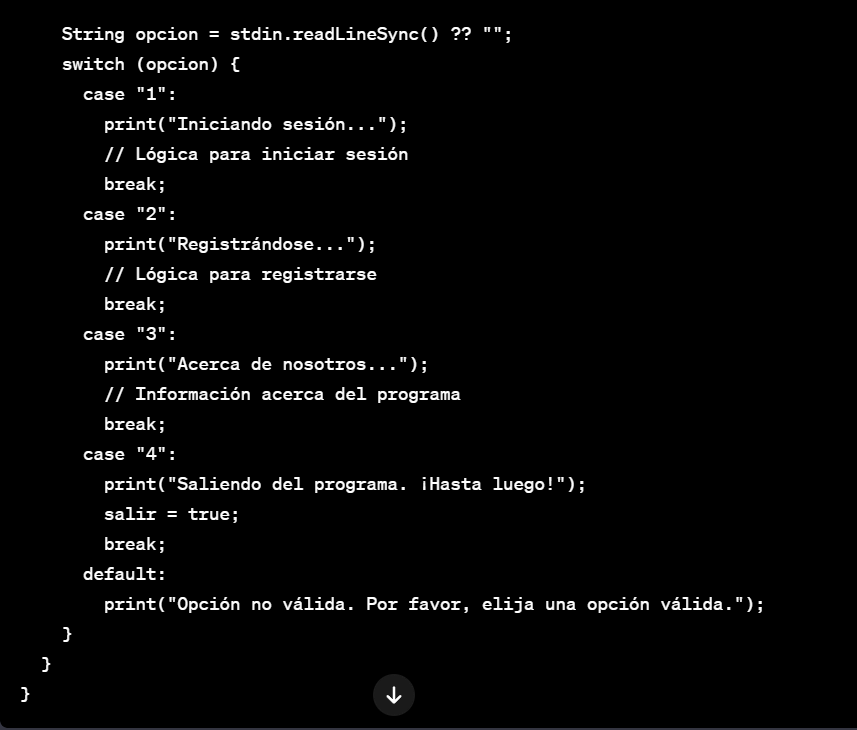 String opcion = stdin.readLineSync() ?? "";
switch (opcion) {
case "1":
print("Iniciando sesión...");
// Lógica para iniciar sesión
break;
case "2":
print("Registrándose...");
// Lógica para registrarse
break;
case "3":
print("Acerca de nosotros...");
// Información acerca del programa
break;
case "4":
print("Saliendo del programa. ¡Hasta luego!");
salir = true;
break;
default:
print("Opción no válida. Por favor, elija una opción válida.");
}
}
}